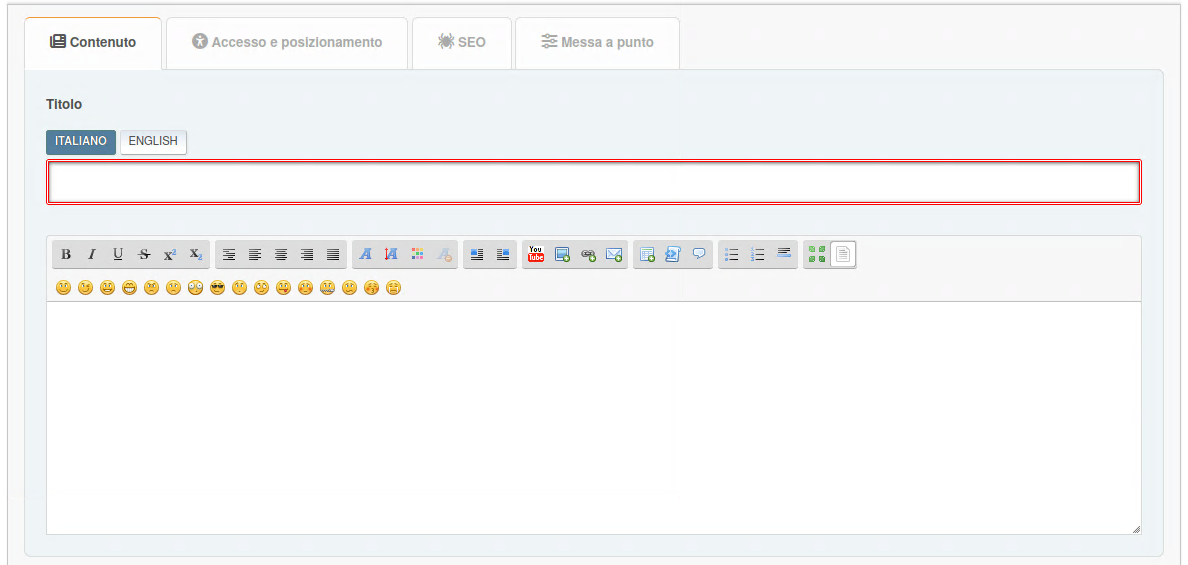 Contenuto Accesso e posizionamento SEO Messa a punto
Titolo
ITALIANO ENGLISH
B I U S x² X₂ A A A You Tube